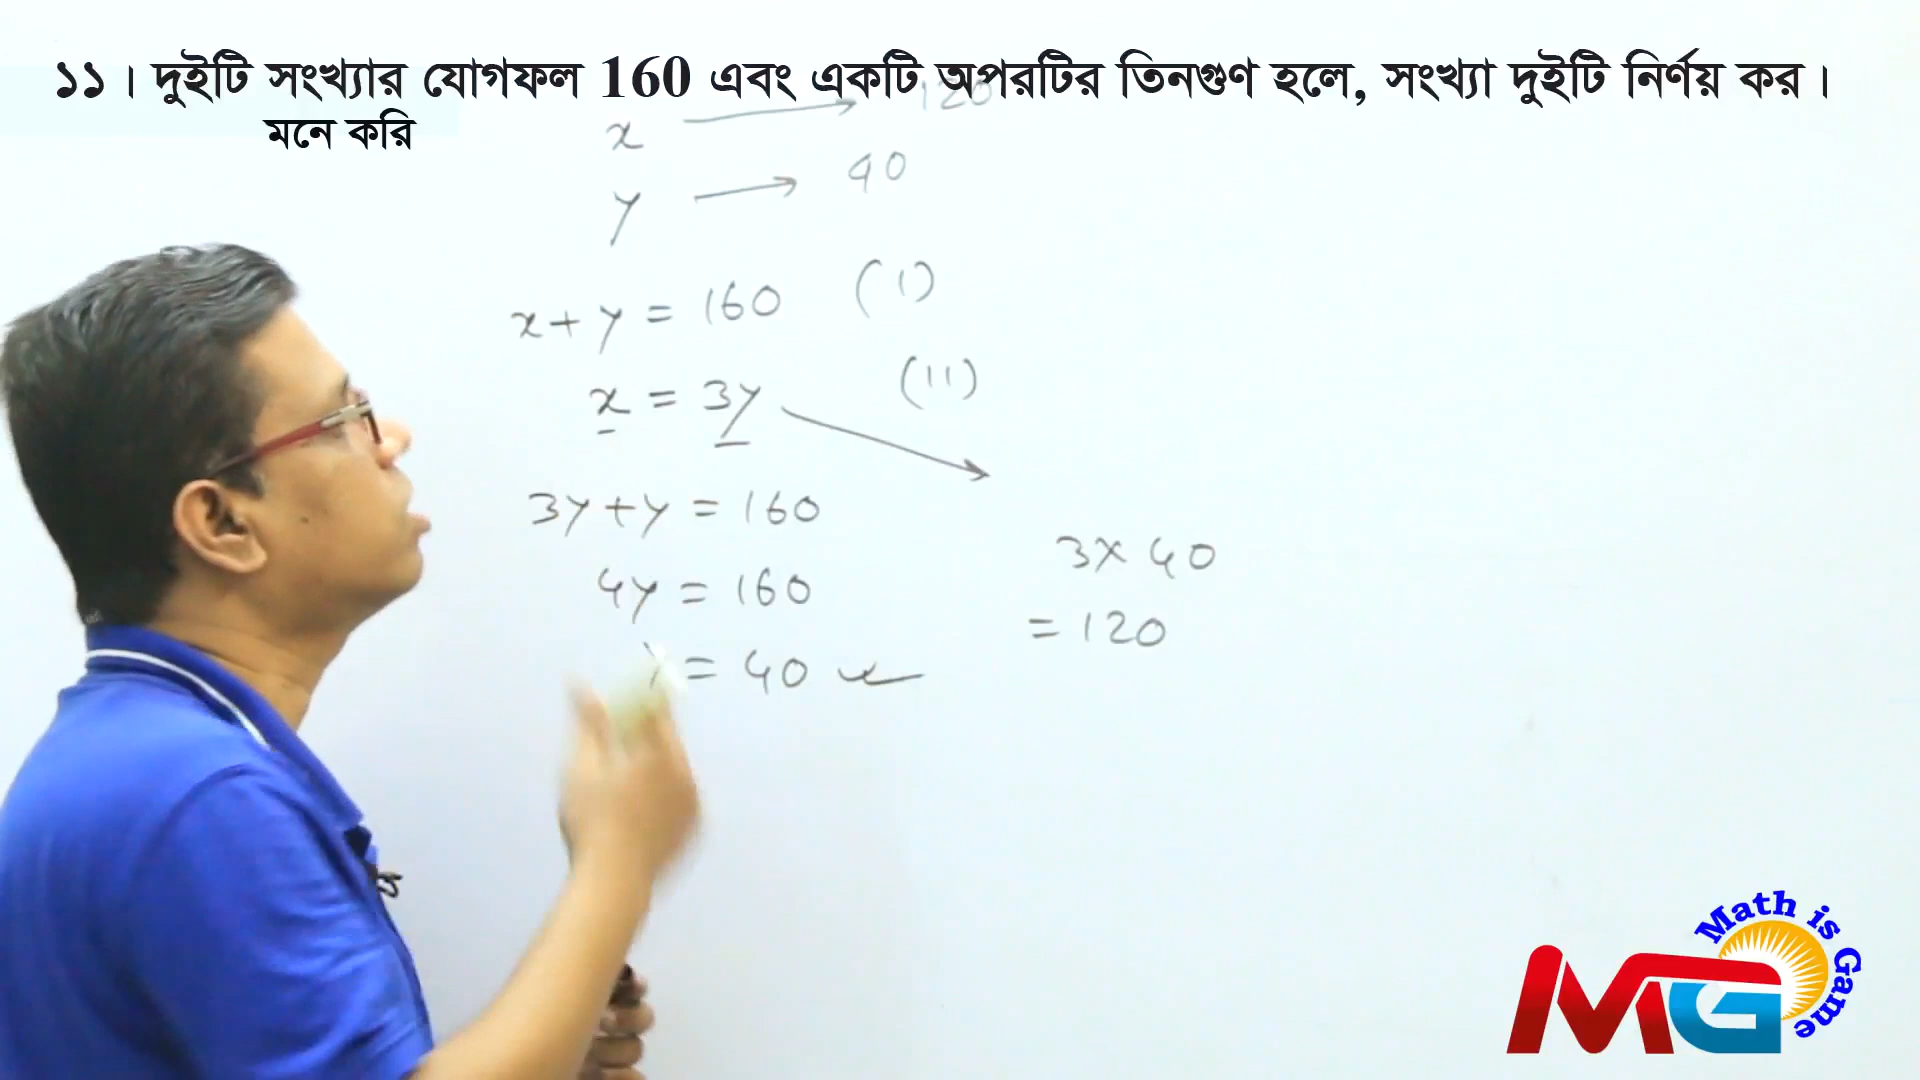 ১১। দুইটি সংখ্যার যোগফল 160 এবং একটি অপরটির তিনগুণ হলে, সংখ্যা দুইটি নির্ণয় কর।
মনে করি
x ⟶ 120
y ⟶ 40
x + y = 160 (I)
x = 3y (II)
3y + y = 160
4y = 160
y = 40
3 × 40
= 120
Math is Game
MG